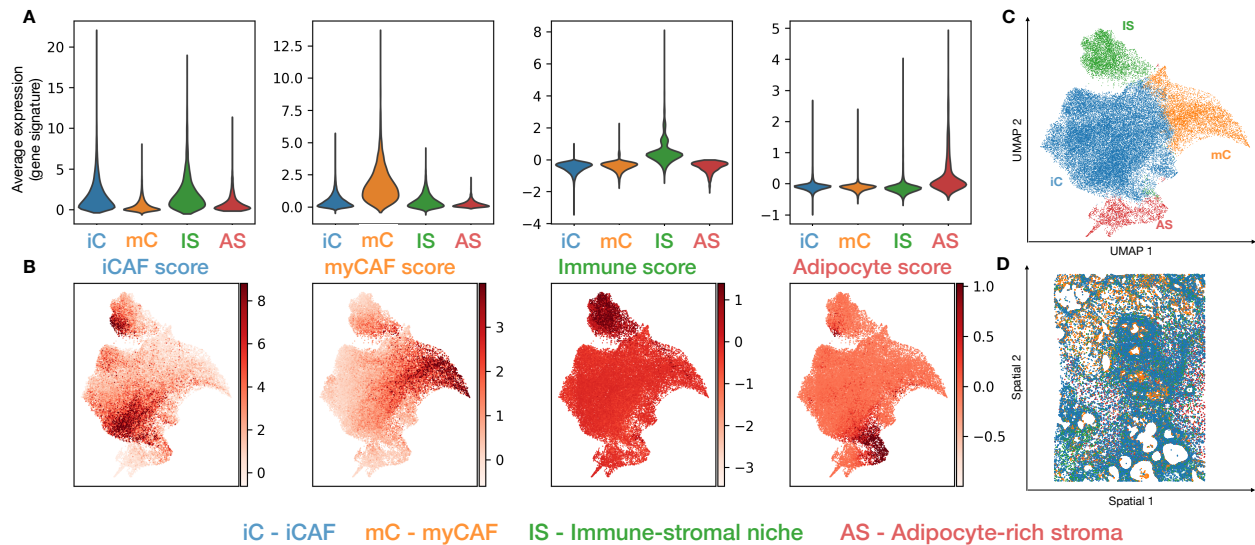 A
Average expression
(gene signature)
20
15
10
5
0
iC mC IS AS
12.5
10.0
7.5
5.0
2.5
0.0
iC mC IS AS
8
6
4
2
0
−2
−4
iC mC IS AS
5
4
3
2
1
0
−1
iC mC IS AS
B
iCAF score
8
6
4
2
0
myCAF score
3
2
1
0
Immune score
1
0
−1
−2
−3
Adipocyte score
1.0
0.5
0.0
−0.5
C
UMAP 2
IS
mC
iC
AS
UMAP 1
D
Spatial 2
Spatial 1
iC - iCAF mC - myCAF IS - Immune-stromal niche AS - Adipocyte-rich stroma